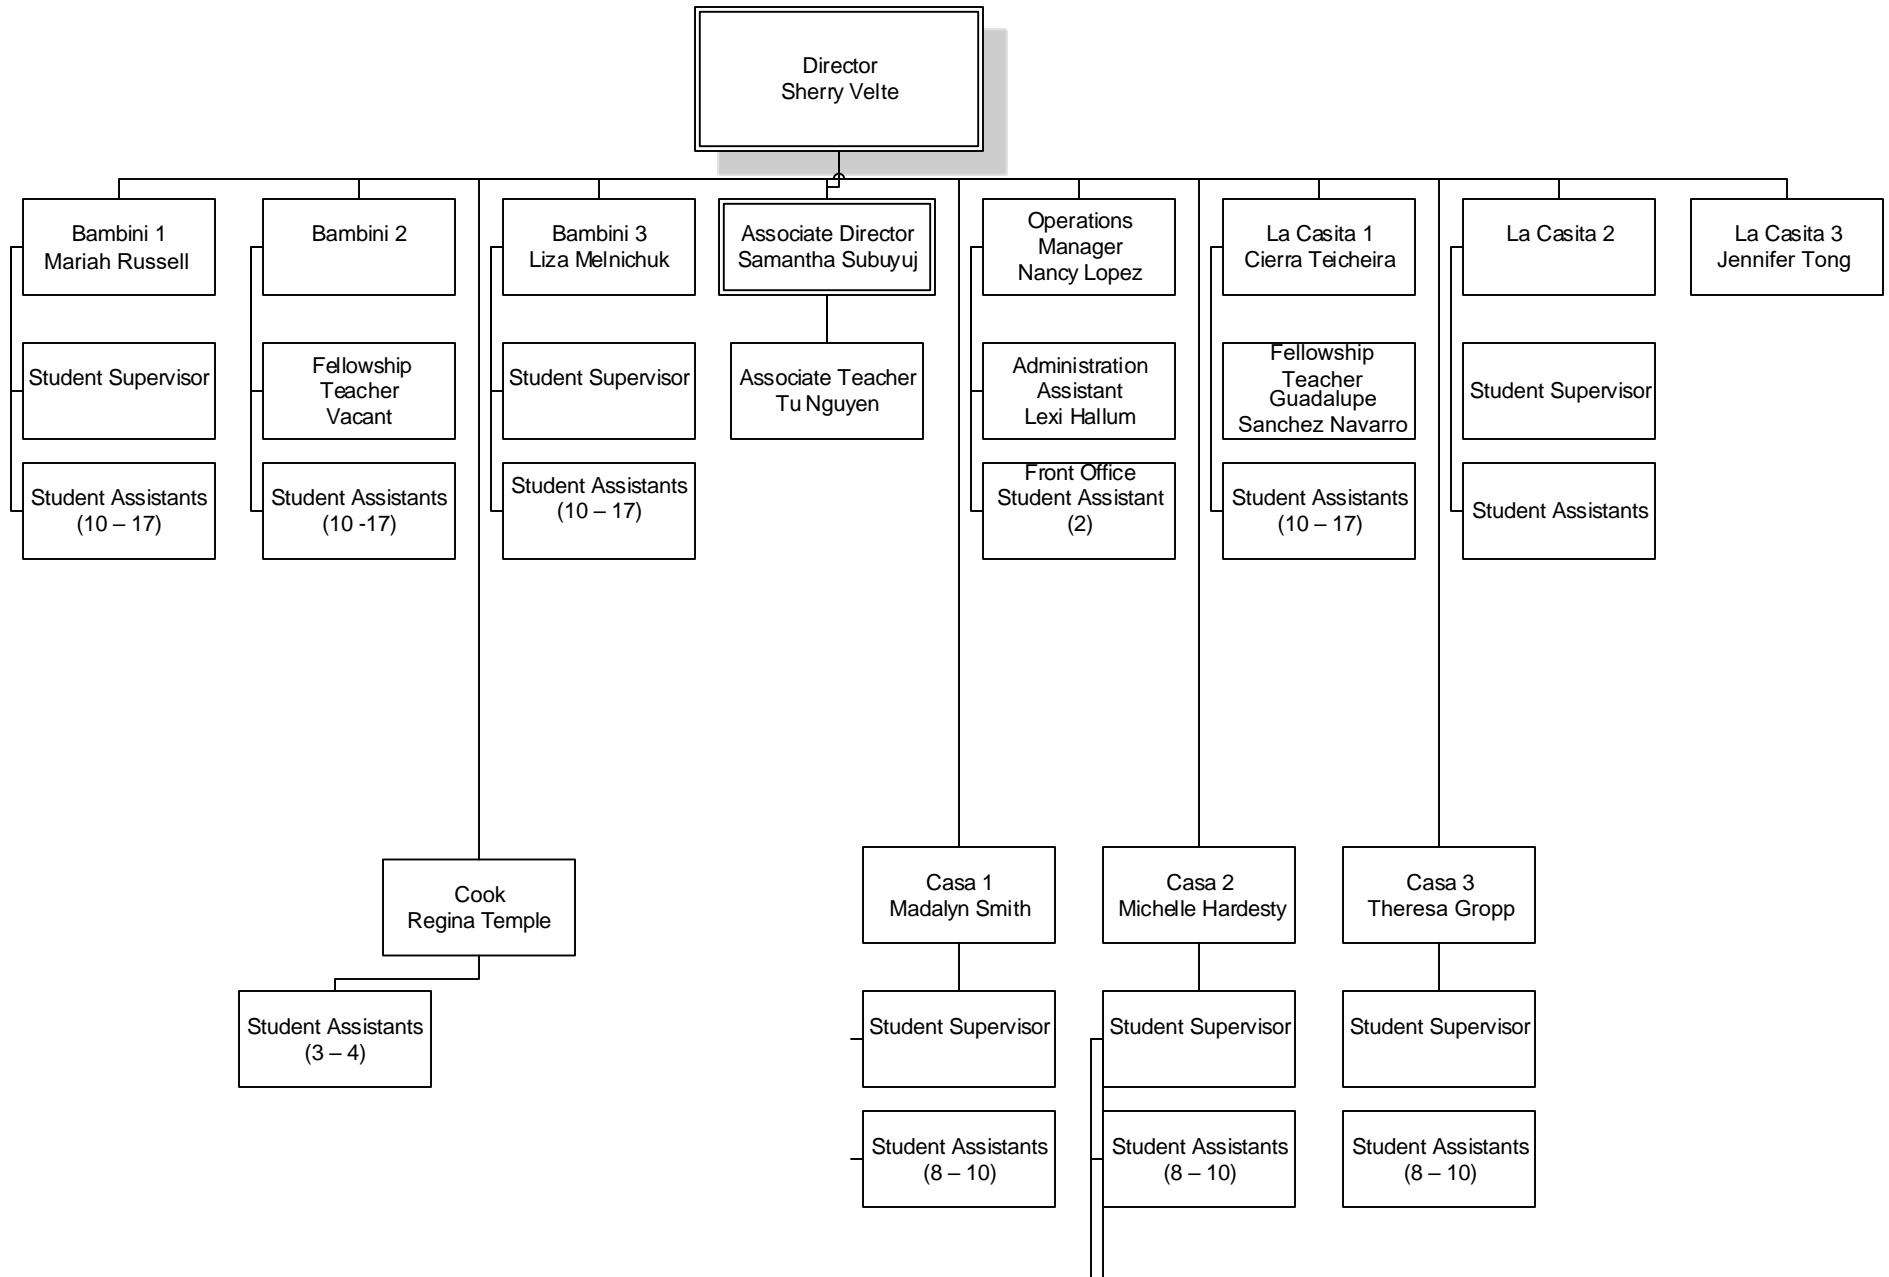 Director
Sherry Velte
Bambini 1
Mariah Russell
Bambini 2
Bambini 3
Liza Melnichuk
Associate Director
Samantha Subuyuj
Operations
Manager
Nancy Lopez
La Casita 1
Cierra Teicheira
La Casita 2
La Casita 3
Jennifer Tong
Student Supervisor
Fellowship
Teacher
Vacant
Student Supervisor
Associate Teacher
Tu Nguyen
Administration
Assistant
Lexi Hallum
Fellowship
Teacher
Guadalupe
Sanchez Navarro
Student Supervisor
Student Assistants
(10 – 17)
Student Assistants
(10 -17)
Student Assistants
(10 – 17)
Front Office
Student Assistant
(2)
Student Assistants
(10 – 17)
Student Assistants
Cook
Regina Temple
Casa 1
Madalyn Smith
Casa 2
Michelle Hardesty
Casa 3
Theresa Gropp
Student Assistants
(3 – 4)
Student Supervisor
Student Supervisor
Student Supervisor
Student Assistants
(8 – 10)
Student Assistants
(8 – 10)
Student Assistants
(8 – 10)